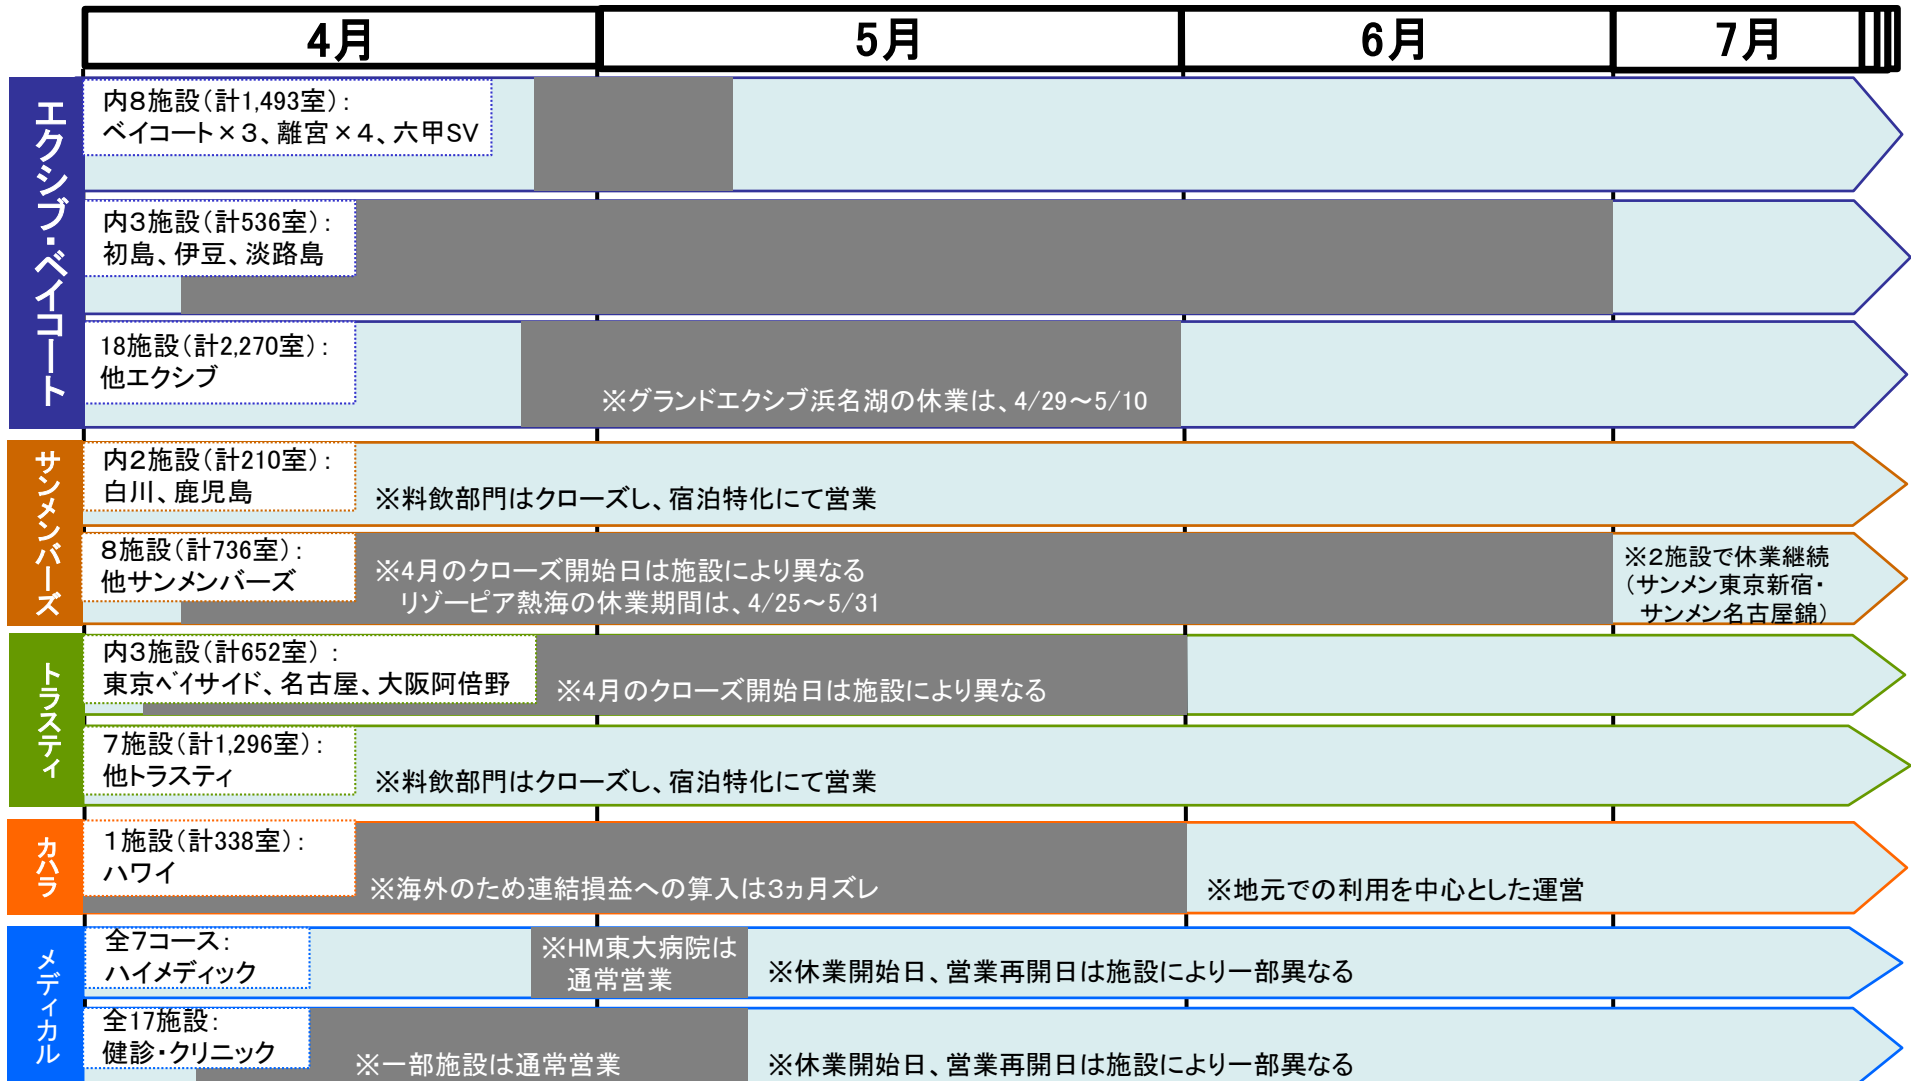 4月
5月
6月
7月
エクシブ・ベイコート
内8施設(計1,493室):
ベイコート×3、離宮×4、六甲SV
内3施設(計536室):
初島、伊豆、淡路島
18施設(計2,270室):
他エクシブ
※グランドエクシブ浜名湖の休業は、4/29～5/10
サンメンバーズ
内2施設(計210室):
白川、鹿児島
※料飲部門はクローズし、宿泊特化にて営業
8施設(計736室):
他サンメンバーズ
※4月のクローズ開始日は施設により異なる
リゾーピア熱海の休業期間は、4/25～5/31
※2施設で休業継続
(サンメン東京新宿・
サンメン名古屋錦)
トラスティ
内3施設(計652室):
東京ベイサイド、名古屋、大阪阿倍野
※4月のクローズ開始日は施設により異なる
7施設(計1,296室):
他トラスティ
※料飲部門はクローズし、宿泊特化にて営業
カハラ
1施設(計338室):
ハワイ
※海外のため連結損益への算入は3ヵ月ズレ
※地元での利用を中心とした運営
メディカル
全7コース:
ハイメディック
※HM東大病院は
通常営業
※休業開始日、営業再開日は施設により一部異なる
全17施設:
健診・クリニック
※一部施設は通常営業
※休業開始日、営業再開日は施設により一部異なる